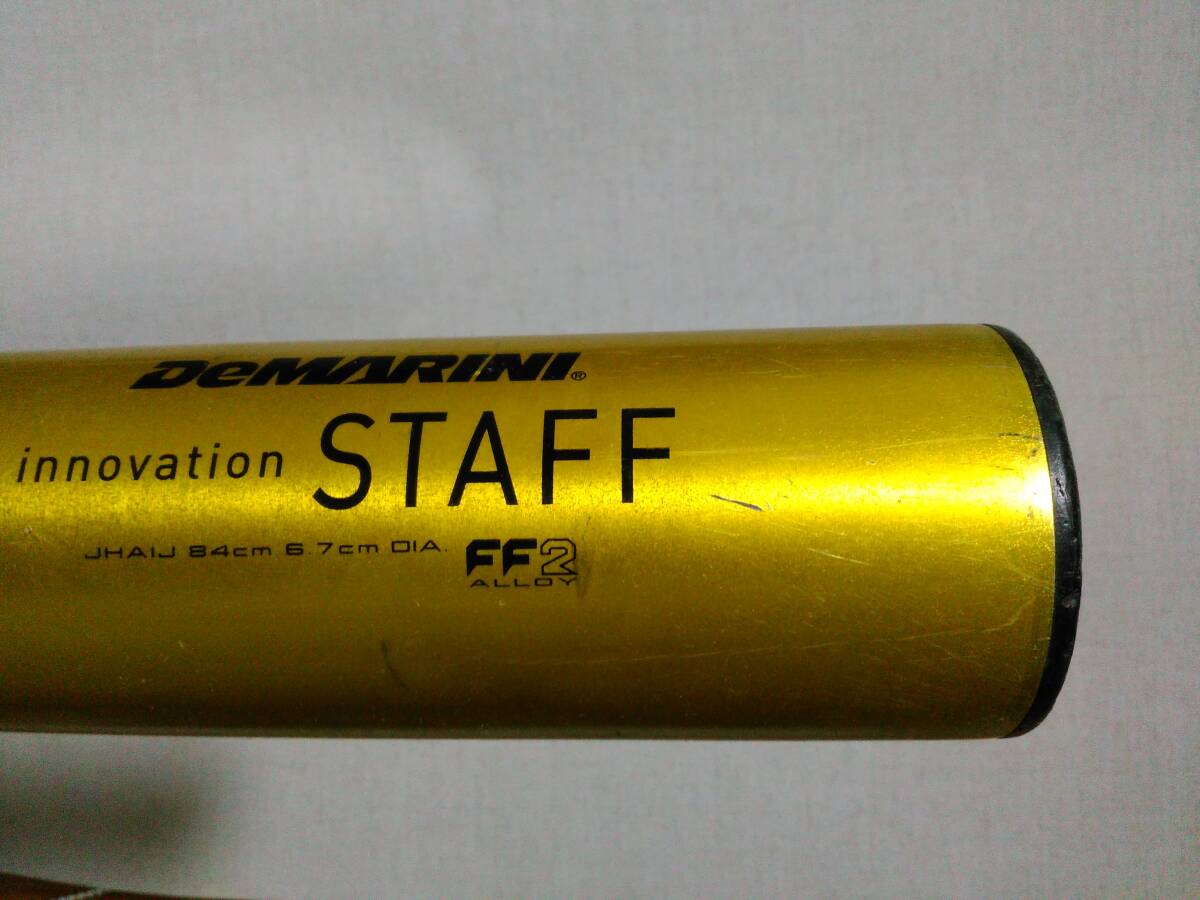 DeMARINI®
innovation STAFF
JHAIJ 84cm 6.7cm DIA.
FF2
ALLOY